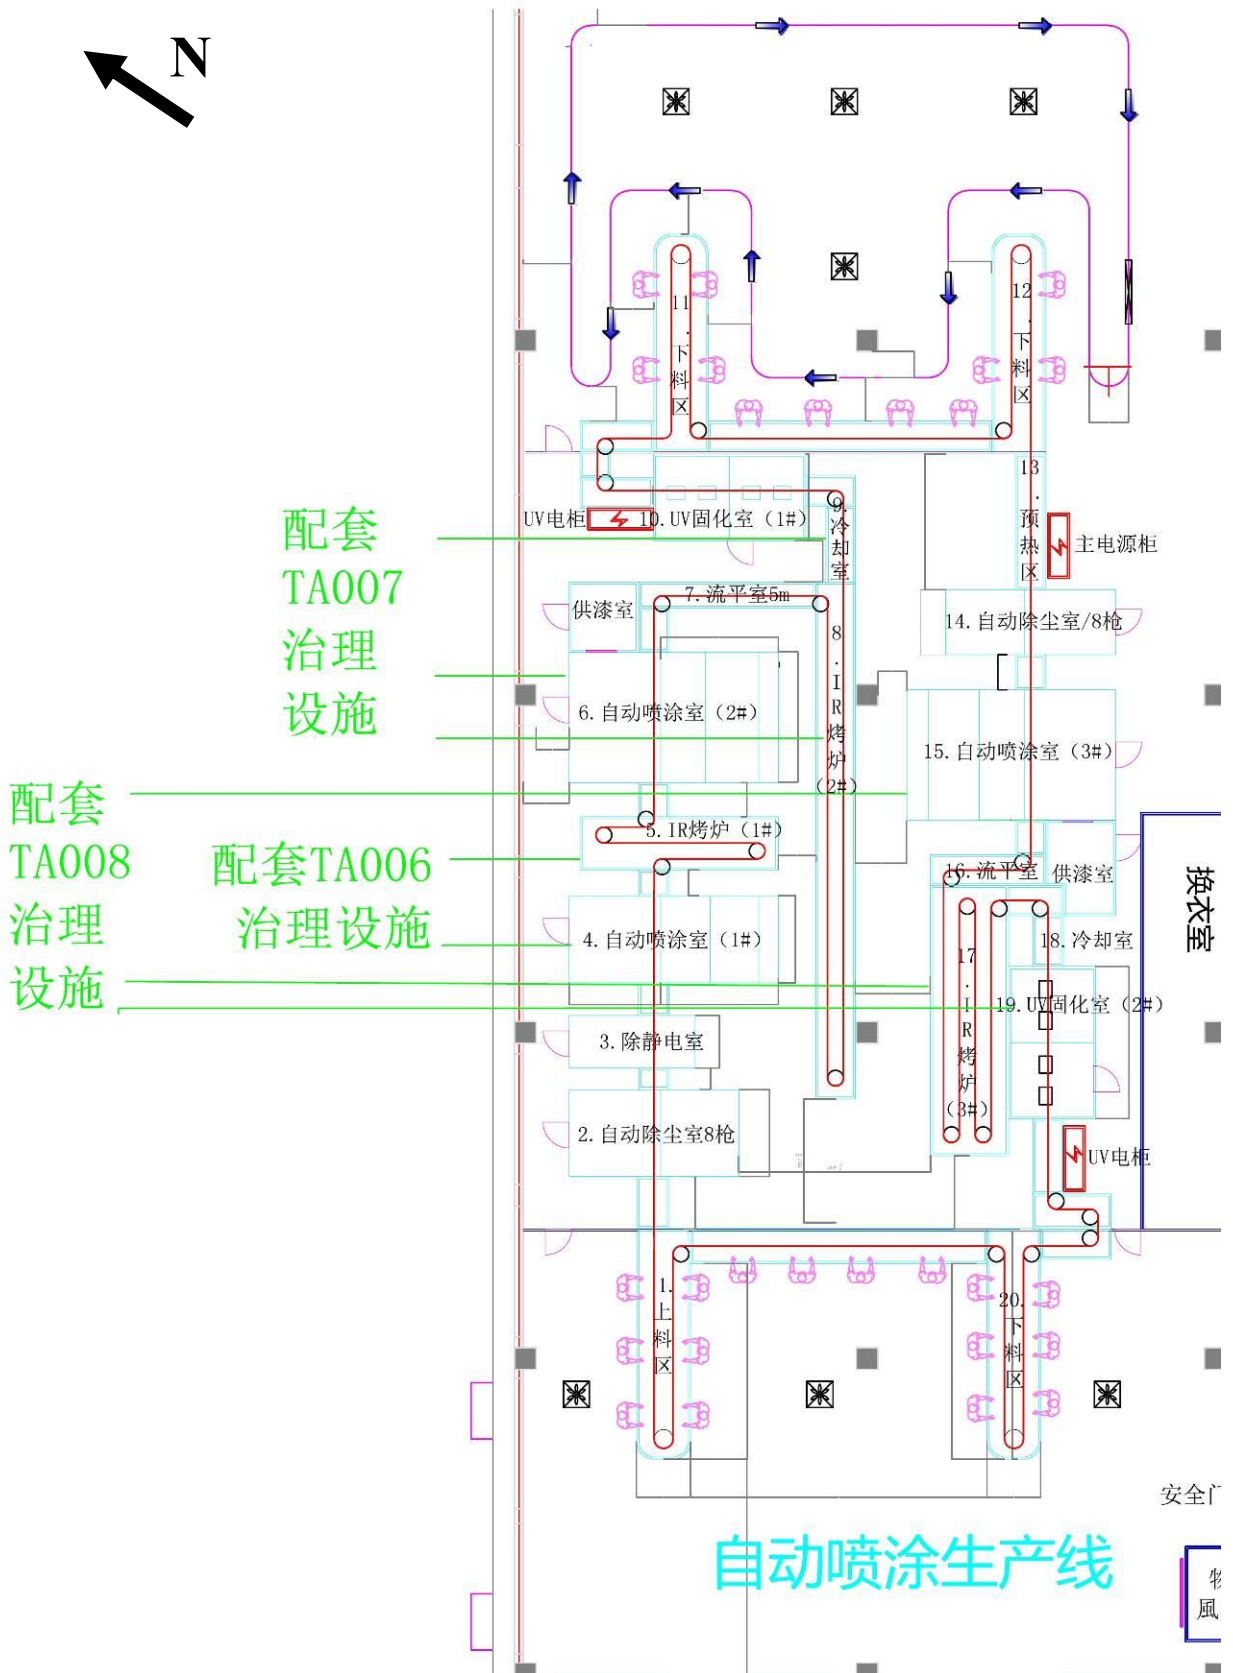 N
11.下料区
12.下料区
13.预热区
配套
TA007
治理
设施
UV电柜
10.UV固化室（1#）
9.冷却室
主电源柜
7.流平室5m
供漆室
14.自动除尘室/8枪
8.IR烤炉（2#）
6.自动喷涂室（2#）
15.自动喷涂室（3#）
配套
TA008
治理
设施
5.IR烤炉（1#）
配套TA006
治理设施
16.流平室
供漆室
换衣室
4.自动喷涂室（1#）
18.冷却室
17.IR烤炉（3#）
19.UV固化室（2#）
3.除静电室
2.自动除尘室8枪
UV电柜
1.上料区
20.下料区
安全门
自动喷涂生产线
風